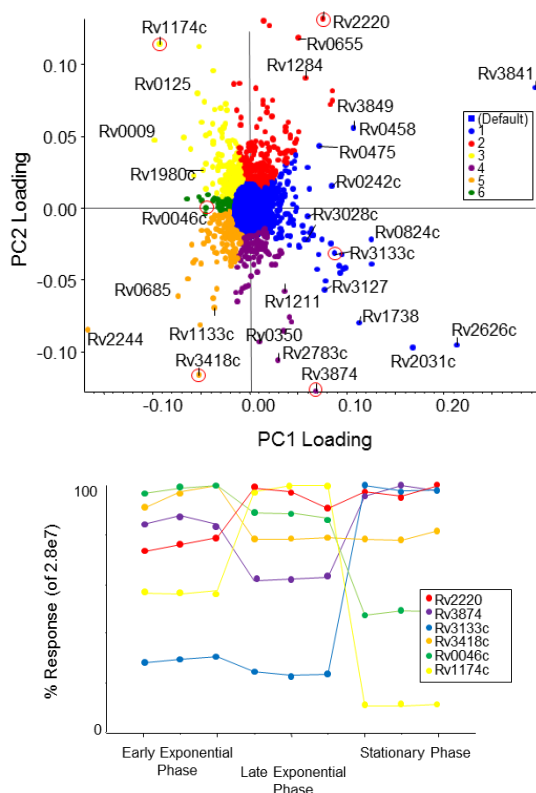 Rv1174c
Rv2220
Rv0655
0.10
Rv1284
Rv3841
Rv0125
Rv3849
(Default)
1
2
3
4
5
6
Rv0458
0.05
Rv0009
Rv0475
Rv1980c
Rv0242c
0.00
Rv0046c
Rv3028c
Rv0824c
Rv3133c
-0.05
Rv0685
Rv1211
Rv3127
Rv2244
Rv1133c
Rv0350
Rv1738
Rv2626c
-0.10
Rv3418c
Rv2783c
Rv2031c
Rv3874
PC2 Loading
-0.10
0.00
0.10
0.20
PC1 Loading
100
% Response (of 2.8e7)
Rv2220
Rv3874
Rv3133c
Rv3418c
Rv0046c
Rv1174c
0
Early Exponential
Phase
Late Exponential
Phase
Stationary Phase